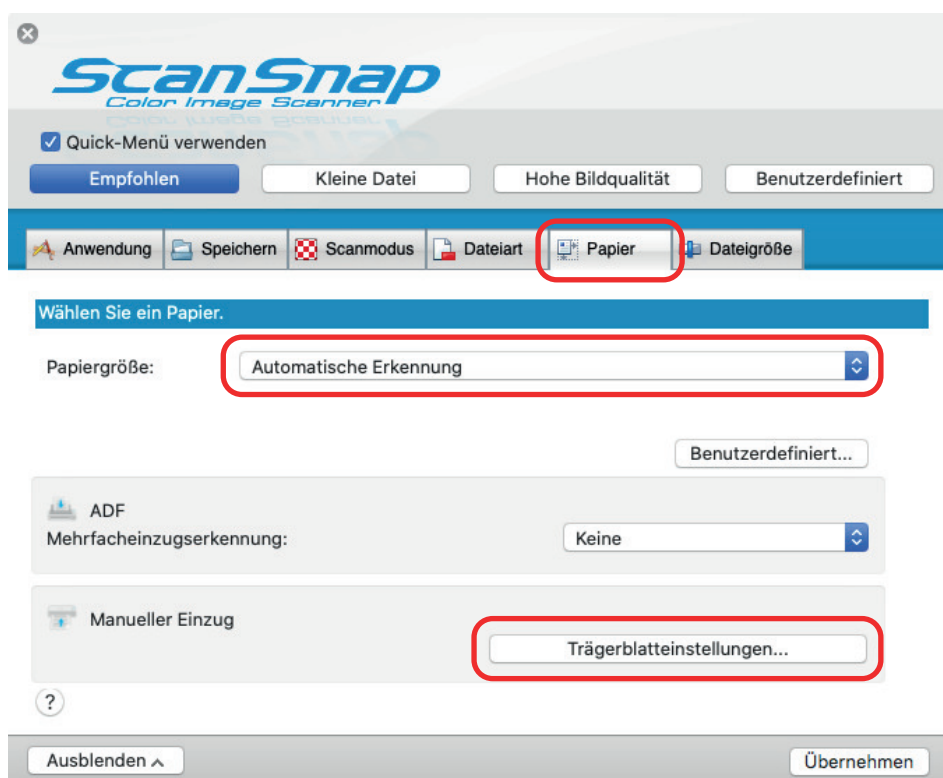 ScanSnap
Color Image Scanner
Quick-Menü verwenden
Empfohlen Kleine Datei Hohe Bildqualität Benutzerdefiniert
Anwendung Speichern Scanmodus Dateiart Papier Dateigröße
Wählen Sie ein Papier.
Papiergröße: Automatische Erkennung
Benutzerdefiniert...
ADF
Mehrfacheinzugserkennung: Keine
Manueller Einzug
Trägerblatteinstellungen...
?
Ausblenden Übernehmen